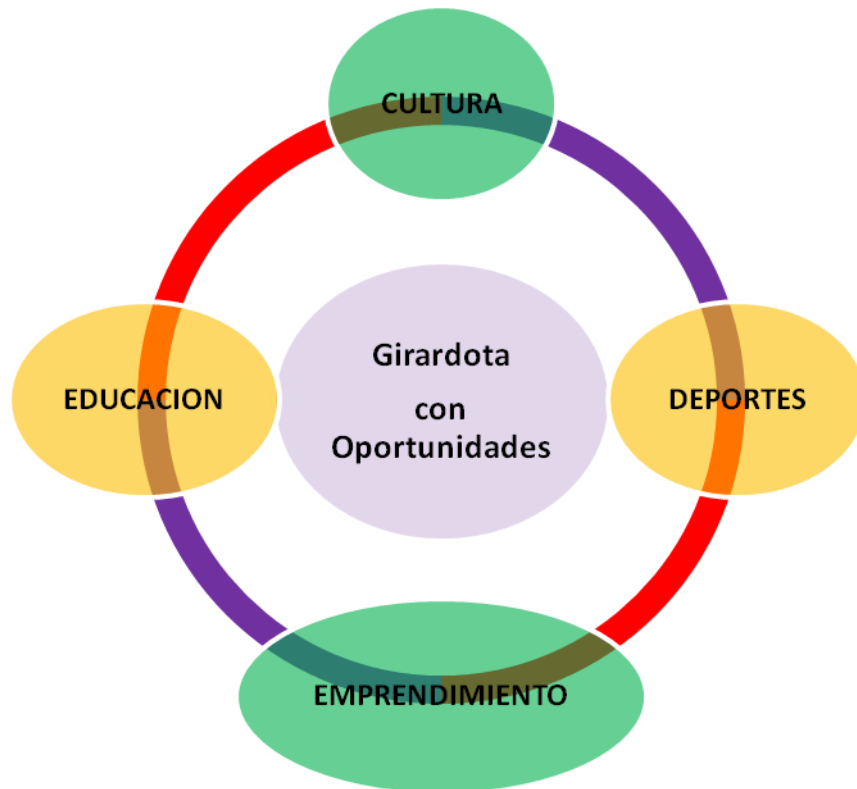 CULTURA
Girardota
con
Oportunidades
EDUCACION
DEPORTES
EMPRENDIMIENTO